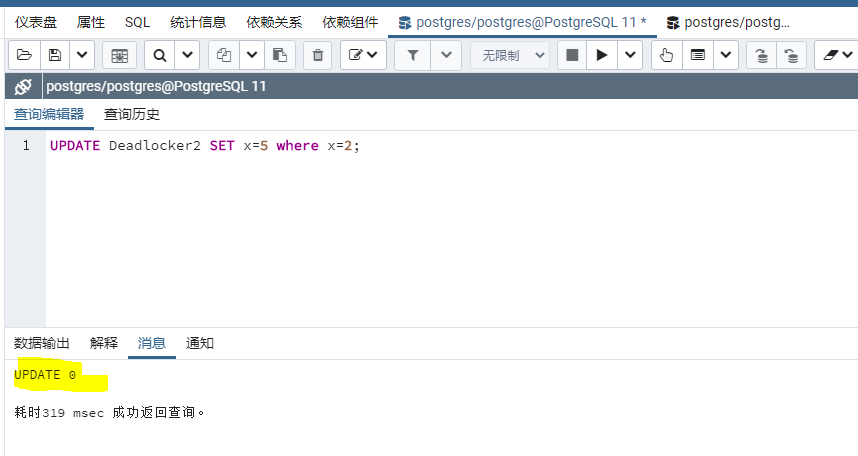 仪表盘 属性 SQL 统计信息 依赖关系 依赖组件 postgres/postgres@PostgreSQL 11 * postgres/postg...
无限制
postgres/postgres@PostgreSQL 11
查询编辑器 查询历史
1 UPDATE Deadlocker2 SET x=5 where x=2;
数据输出 解释 消息 通知
UPDATE 0
耗时319 msec 成功返回查询。